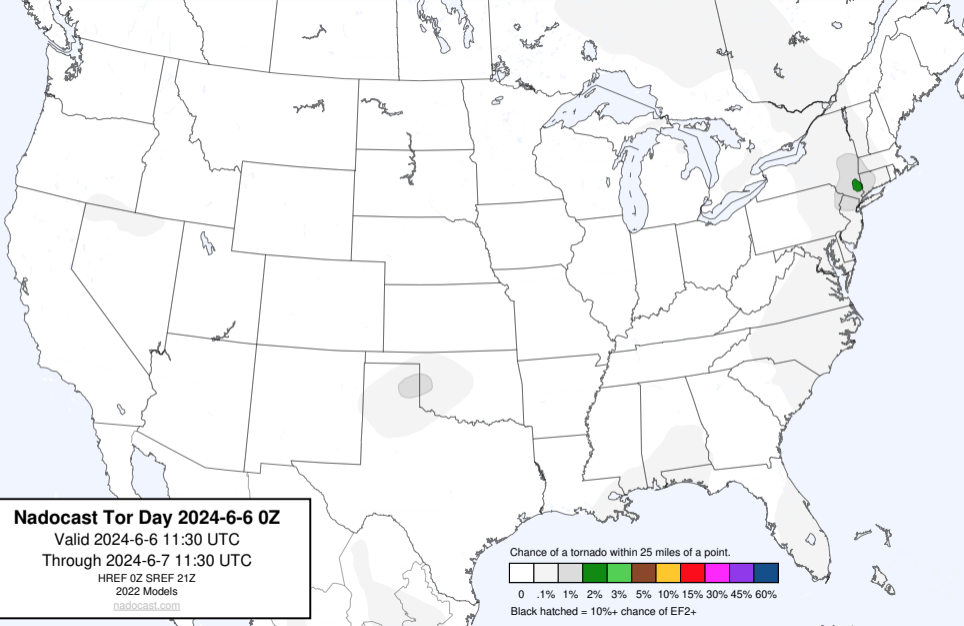 Nadocast Tor Day 2024-6-6 0Z
Valid 2024-6-6 11:30 UTC
Through 2024-6-7 11:30 UTC
HREF 0Z SREF 21Z
2022 Models
nadocast.com
Chance of a tornado within 25 miles of a point.
0 .1% 1% 2% 3% 5% 10% 15% 30% 45% 60%
Black hatched = 10%+ chance of EF2+